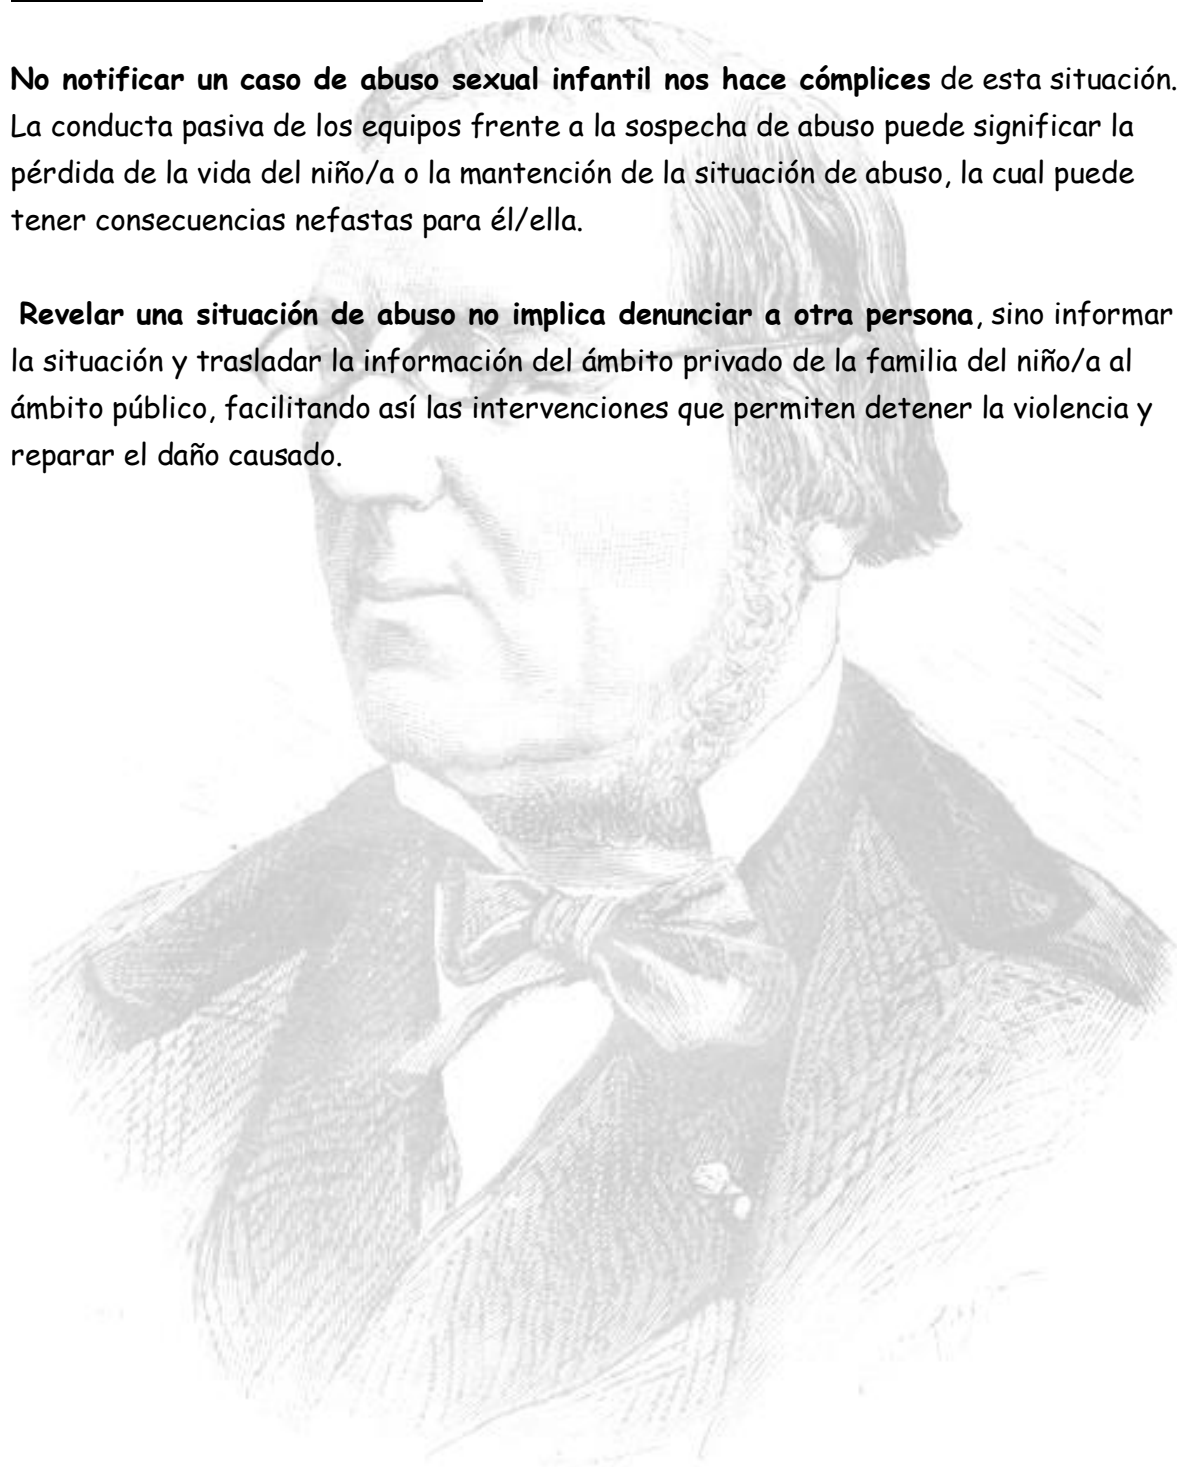 No notificar un caso de abuso sexual infantil nos hace cómplices de esta situación.
La conducta pasiva de los equipos frente a la sospecha de abuso puede significar la
pérdida de la vida del niño/a o la mantención de la situación de abuso, la cual puede
tener consecuencias nefastas para él/ella.
Revelar una situación de abuso no implica denunciar a otra persona, sino informar
la situación y trasladar la información del ámbito privado de la familia del niño/a al
ámbito público, facilitando así las intervenciones que permiten detener la violencia y
reparar el daño causado.